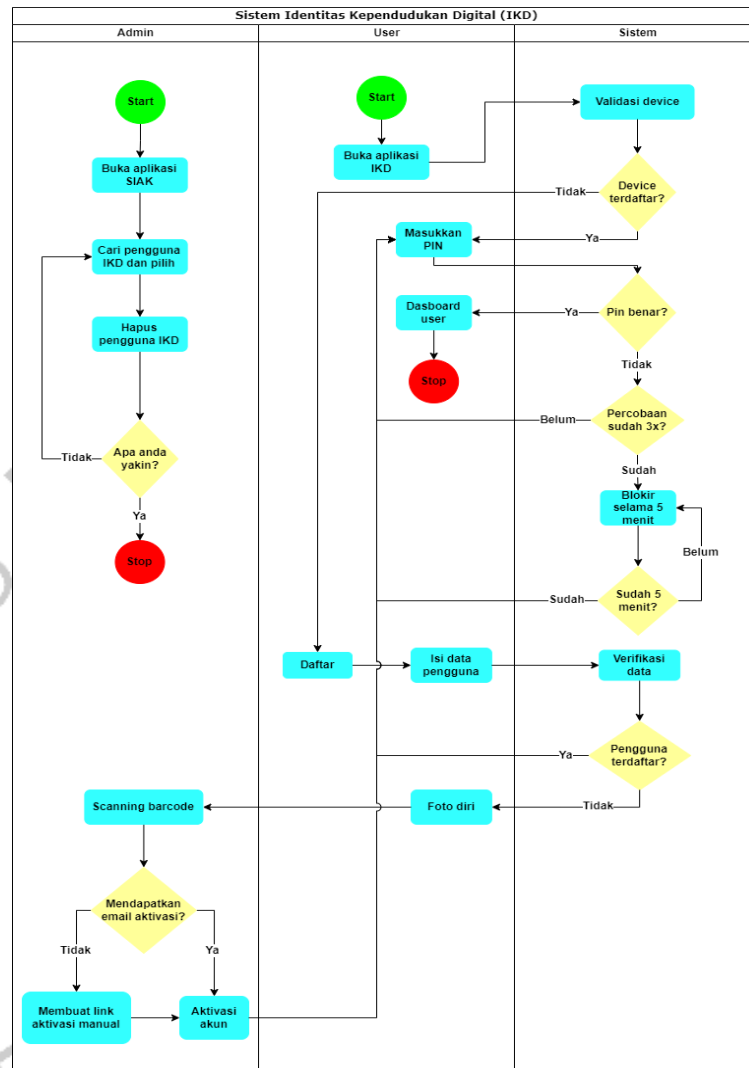 Sistem Identitas Kependudukan Digital (IKD)
Admin
User
Sistem
Start
Start
Validasi device
Buka aplikasi
SIAK
Buka aplikasi
IKD
Device
terdaftar?
Tidak
Ya
Cari pengguna
IKD dan pilih
Masukkan
PIN
Hapus
pengguna IKD
Dasboard
user
Ya
Pin benar?
Tidak
Stop
Belum
Percobaan
sudah 3x?
Sudah
Tidak
Apa anda
yakin?
Ya
Blokir
selama 5
menit
Belum
Stop
Sudah
Sudah 5
menit?
Daftar
Isi data
pengguna
Verifikasi
data
Ya
Pengguna
terdaftar?
Scanning barcode
Foto diri
Tidak
Mendapatkan
email aktivasi?
Tidak
Ya
Membuat link
aktivasi manual
Aktivasi
akun